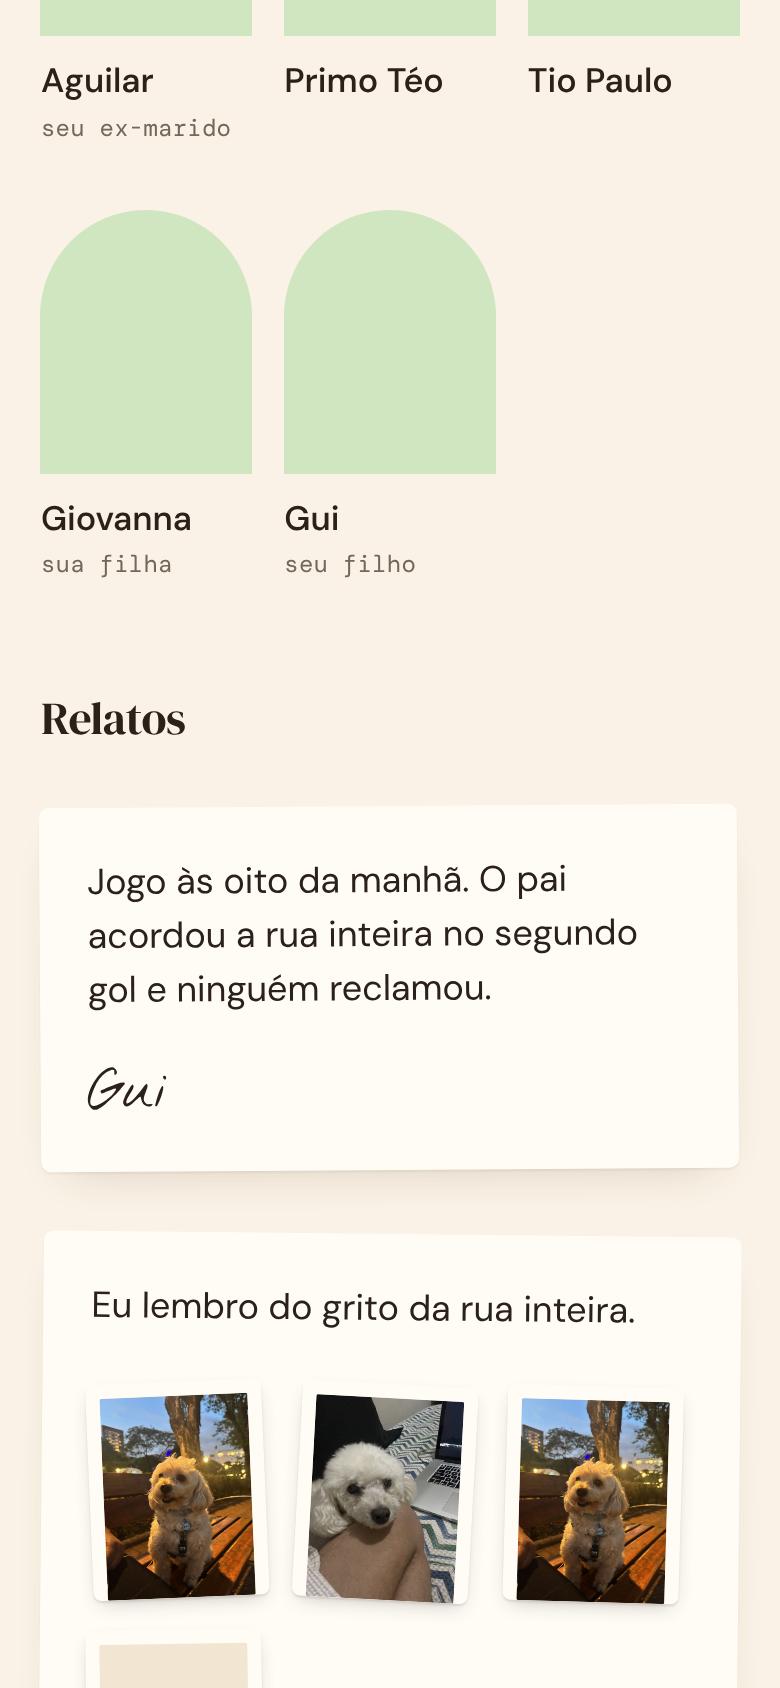 Aguilar
Primo Téo
Tio Paulo
seu ex-marido
Giovanna
Gui
sua filha
seu filho
Relatos
Jogo às oito da manhã. O pai
acordou a rua inteira no segundo
gol e ninguém reclamou.
Gui
Eu lembro do grito da rua inteira.